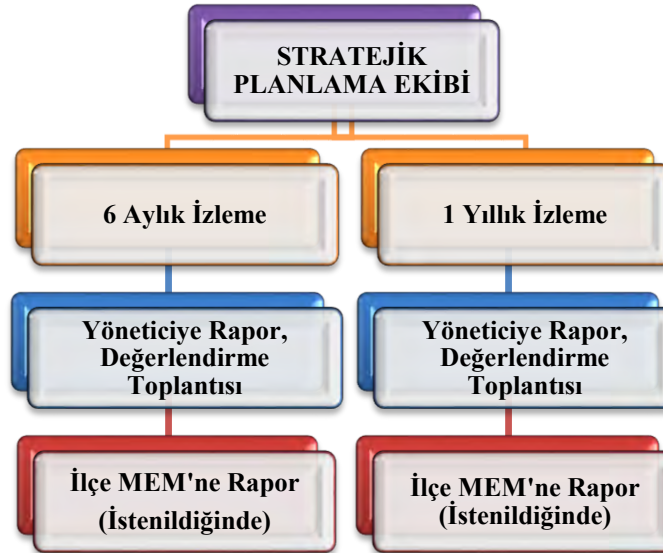 STRATEJİK
PLANLAMA EKİBİ
6 Aylık İzleme
1 Yıllık İzleme
Yöneticiye Rapor,
Değerlendirme
Toplantısı
Yöneticiye Rapor,
Değerlendirme
Toplantısı
İlçe MEM'ne Rapor
(İstenildiğinde)
İlçe MEM'ne Rapor
(İstenildiğinde)